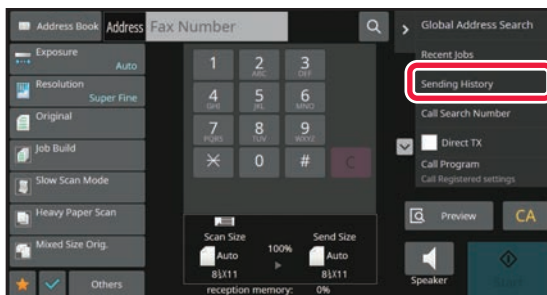 Address Book
Address
Fax Number
Global Address Search
Exposure
Auto
Recent Jobs
Resolution
Super Fine
Sending History
Original
Call Search Number
Job Build
Direct TX
Slow Scan Mode
Call Program
Call Registered settings
Heavy Paper Scan
Mixed Size Orig.
Others
1
2
ABC
3
DEF
4
GHI
5
JKL
6
MNO
7
PQRS
8
TUV
9
WXYZ
0
#
C
Scan Size
100%
Send Size
Auto
Auto
8½X11
8½X11
reception memory: 0%
Preview
CA
Speaker
Start